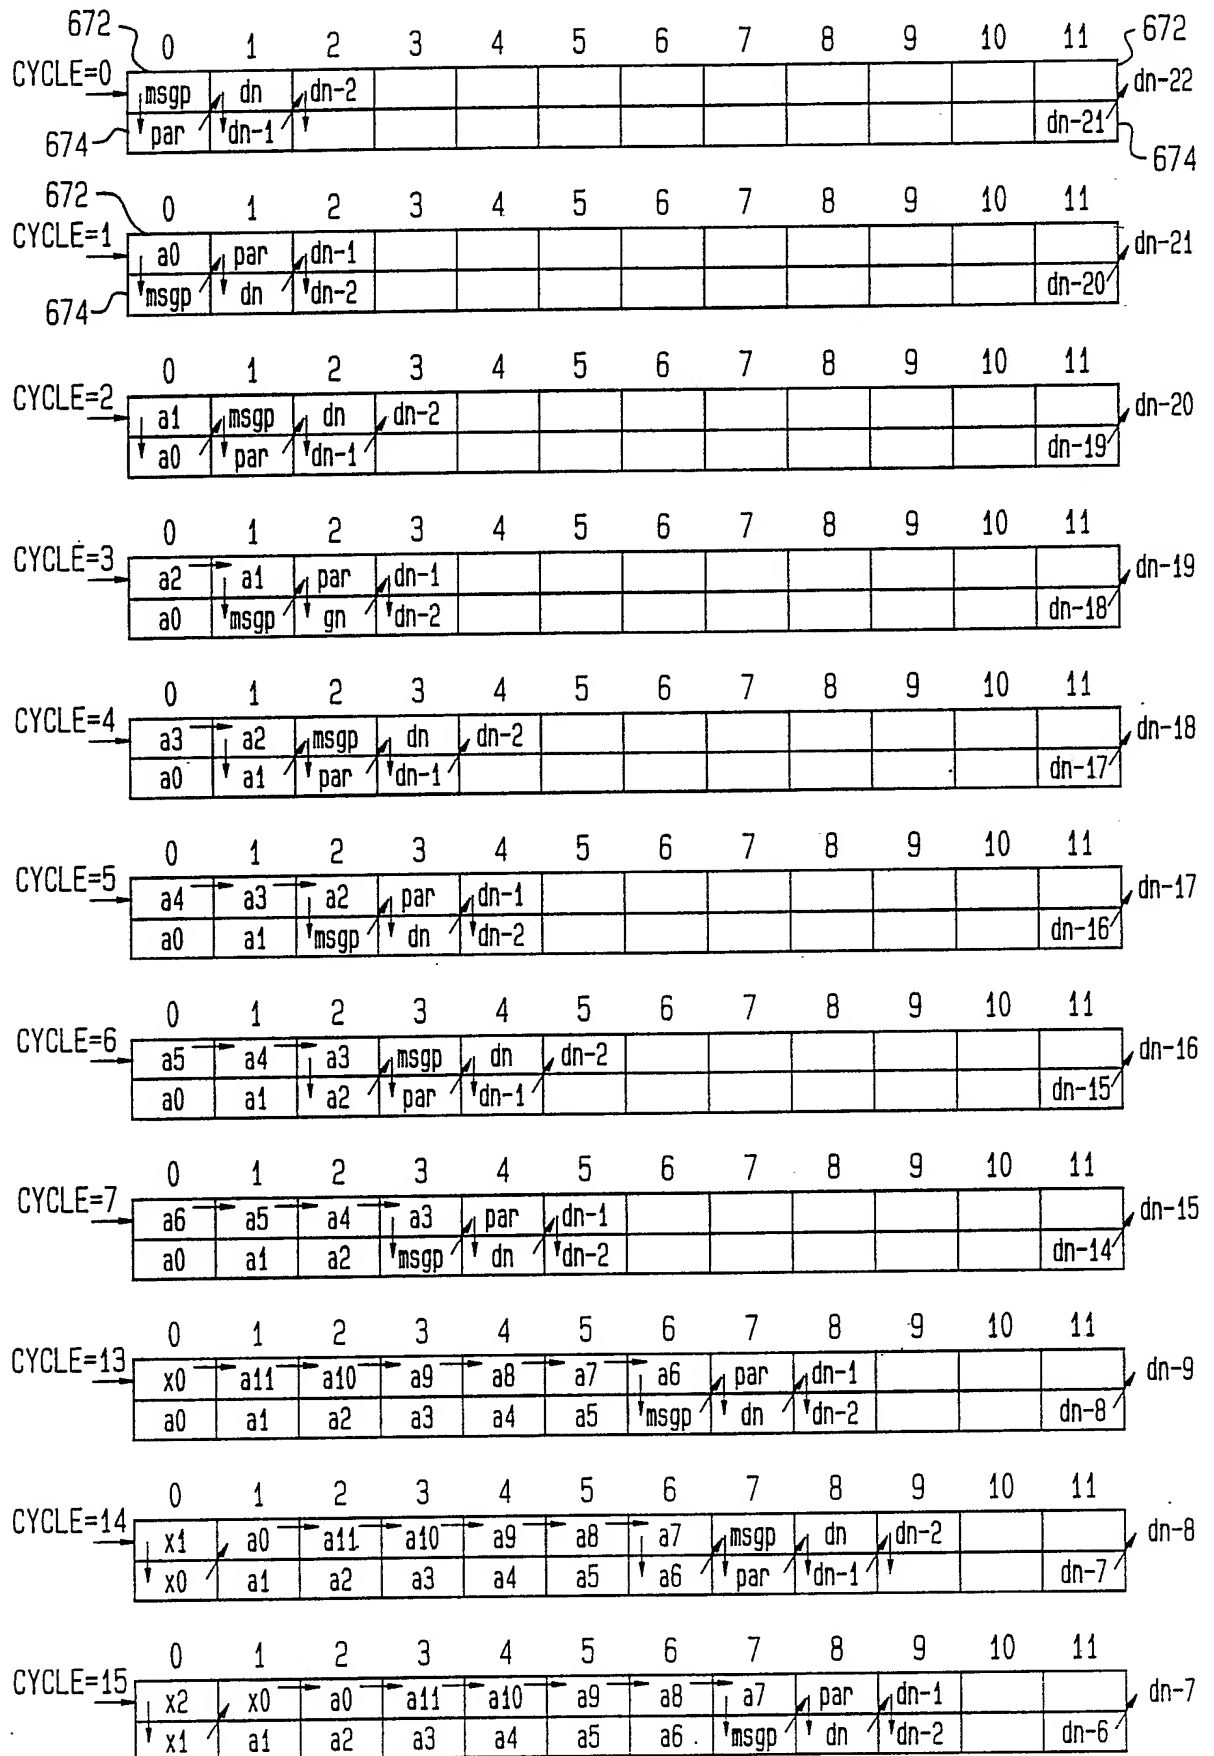 672 0 1 2 3 4 5 6 7 8 9 10 11 672
CYCLE=0 msgp dn dn-2 dn-22
674 par dn-1 dn-21 674
672 0 1 2 3 4 5 6 7 8 9 10 11
CYCLE=1 a0 par dn-1 dn-21
674 msgp dn dn-2 dn-20
0 1 2 3 4 5 6 7 8 9 10 11
CYCLE=2 a1 msgp dn dn-2 dn-20
a0 par dn-1 dn-19
0 1 2 3 4 5 6 7 8 9 10 11
CYCLE=3 a2 a1 par dn-1 dn-19
a0 msgp gn dn-2 dn-18
0 1 2 3 4 5 6 7 8 9 10 11
CYCLE=4 a3 a2 msgp dn dn-2 dn-18
a0 a1 par dn-1 dn-17
0 1 2 3 4 5 6 7 8 9 10 11
CYCLE=5 a4 a3 a2 par dn-1 dn-17
a0 a1 msgp dn dn-2 dn-16
0 1 2 3 4 5 6 7 8 9 10 11
CYCLE=6 a5 a4 a3 msgp dn dn-2 dn-16
a0 a1 a2 par dn-1 dn-15
0 1 2 3 4 5 6 7 8 9 10 11
CYCLE=7 a6 a5 a4 a3 par dn-1 dn-15
a0 a1 a2 msgp dn dn-2 dn-14
0 1 2 3 4 5 6 7 8 9 10 11
CYCLE=13 x0 a11 a10 a9 a8 a7 a6 par dn-1 dn-9
a0 a1 a2 a3 a4 a5 msgp dn dn-2 dn-8
0 1 2 3 4 5 6 7 8 9 10 11
CYCLE=14 x1 a0 a11 a10 a9 a8 a7 msgp dn dn-2 dn-8
x0 a1 a2 a3 a4 a5 a6 par dn-1 dn-7
0 1 2 3 4 5 6 7 8 9 10 11
CYCLE=15 x2 x0 a0 a11 a10 a9 a8 a7 par dn-1 dn-7
x1 a1 a2 a3 a4 a5 a6 msgp dn dn-2 dn-6